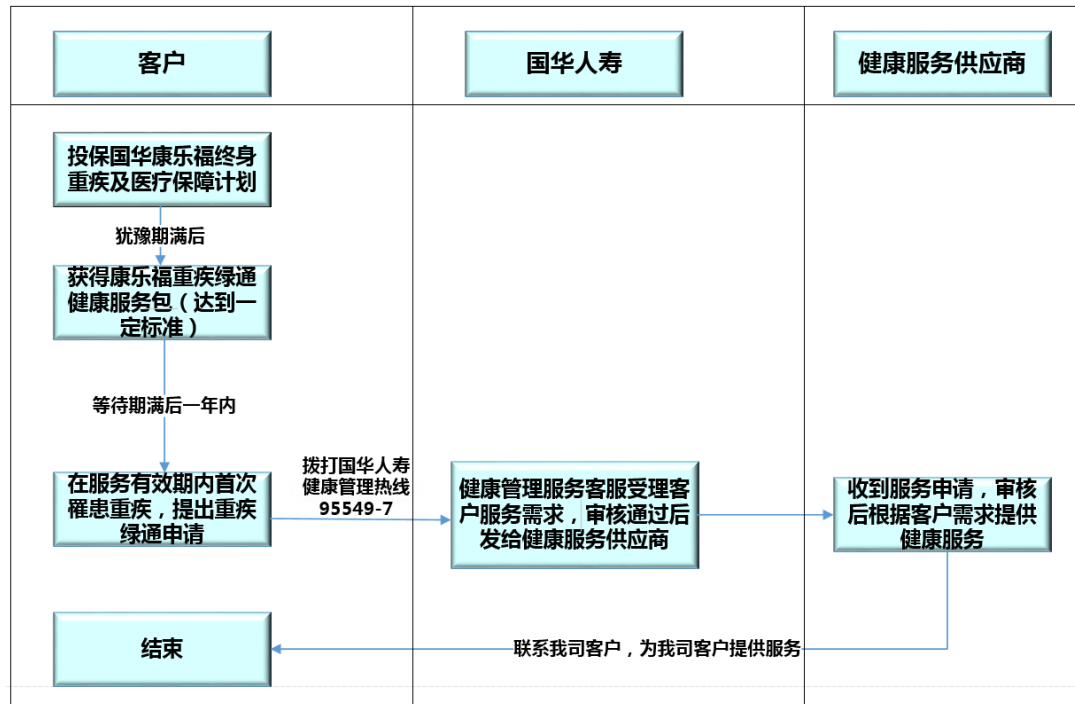 客户
国华人寿
健康服务供应商
投保国华康乐福终身
重疾及医疗保障计划
犹豫期满后
获得康乐福重疾绿通
健康服务包（达到一
定标准）
等待期满后一年内
在服务有效期内首次
罹患重疾，提出重疾
绿通申请
拨打国华人寿
健康管理热线
95549-7
健康管理服务客服受理客
户服务需求，审核通过后
发给健康服务供应商
收到服务申请，审核
后根据客户需求提供
健康服务
联系我司客户，为我司客户提供服务
结束